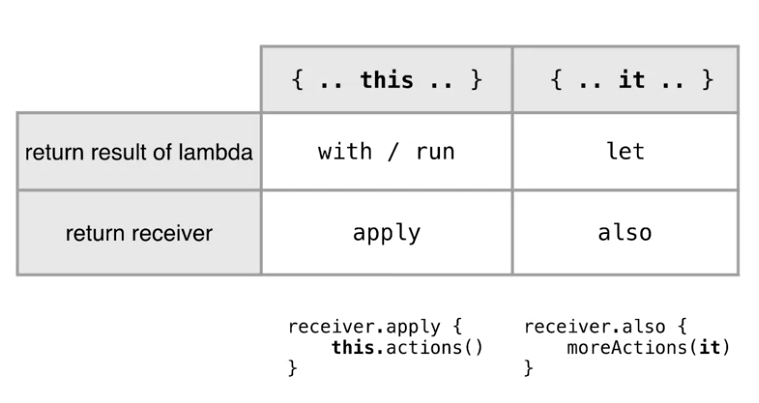 { .. this .. } { .. it .. }
return result of lambda with / run let
return receiver apply also
receiver.apply {
    this.actions()
}
receiver.also {
    moreActions(it)
}